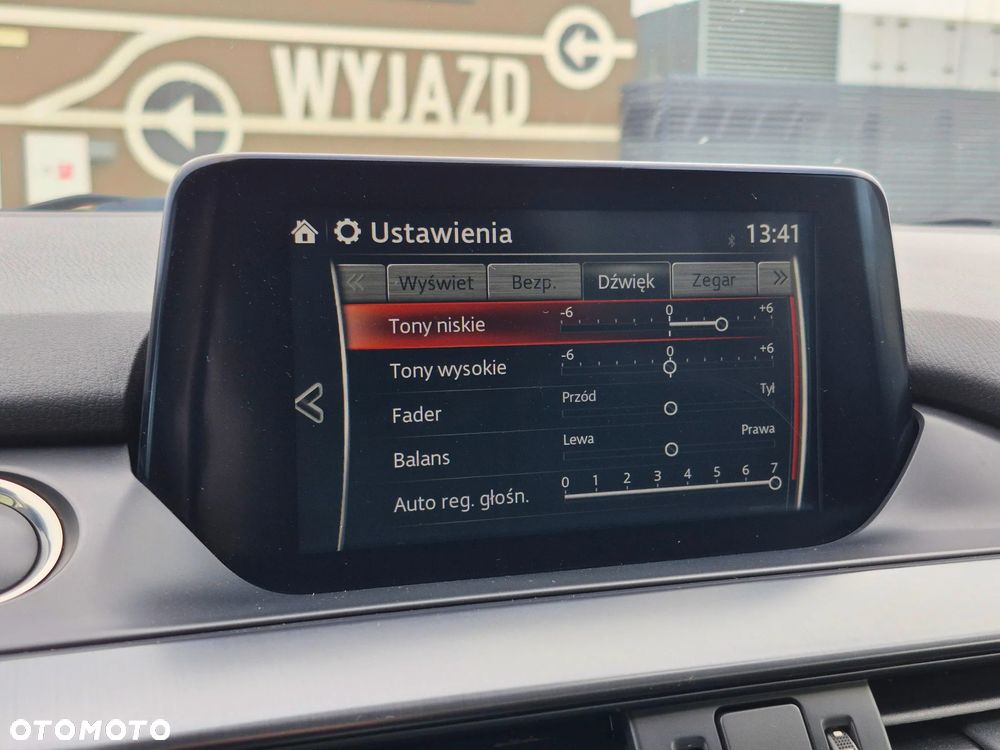 WYJAZD
Ustawienia 13:41
Wyświet Bezp. Dźwięk Zegar
Tony niskie -6 0 +6
Tony wysokie -6 0 +6
Fader Przód Tył
Balans Lewa Prawa
Auto reg. głośn. 0 1 2 3 4 5 6 7
OTOMOTO